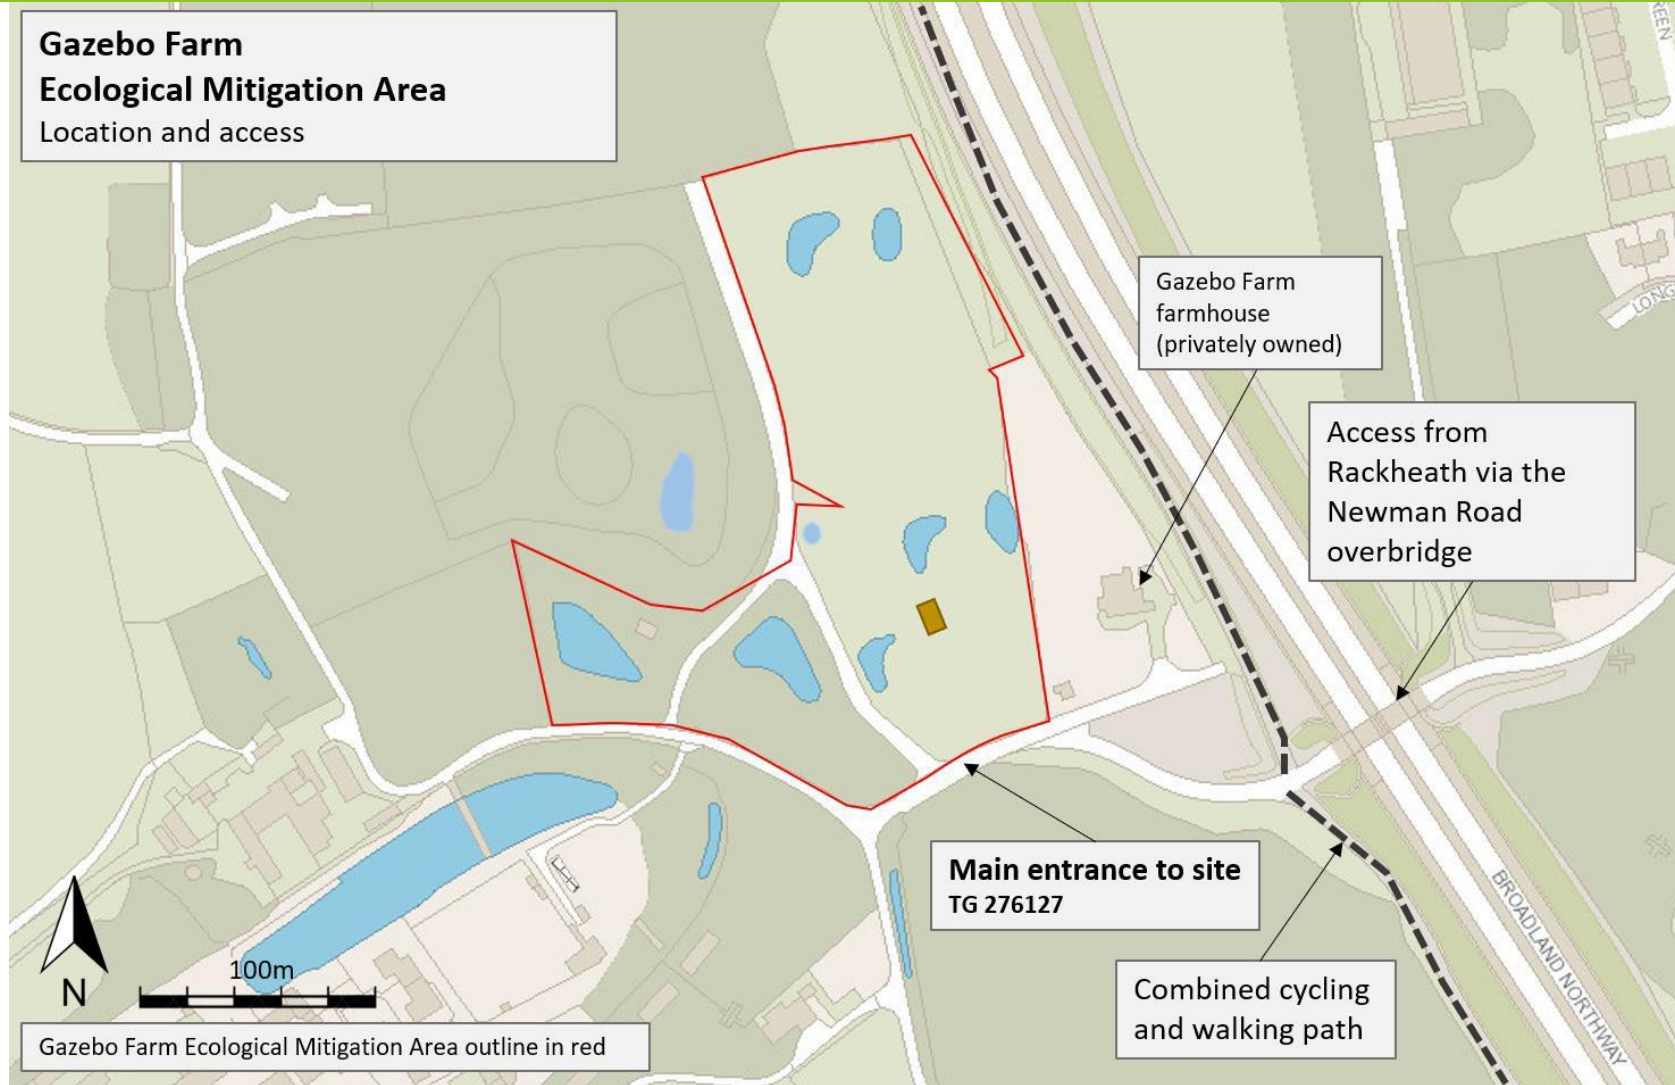 Gazebo Farm
Ecological Mitigation Area
Location and access
REEN
LONG
Gazebo Farm
farmhouse
(privately owned)
Access from
Rackheath via the
Newman Road
overbridge
Main entrance to site
TG 276127
BROADLAND NORTHWAY
Combined cycling
and walking path
100m
N
Gazebo Farm Ecological Mitigation Area outline in red